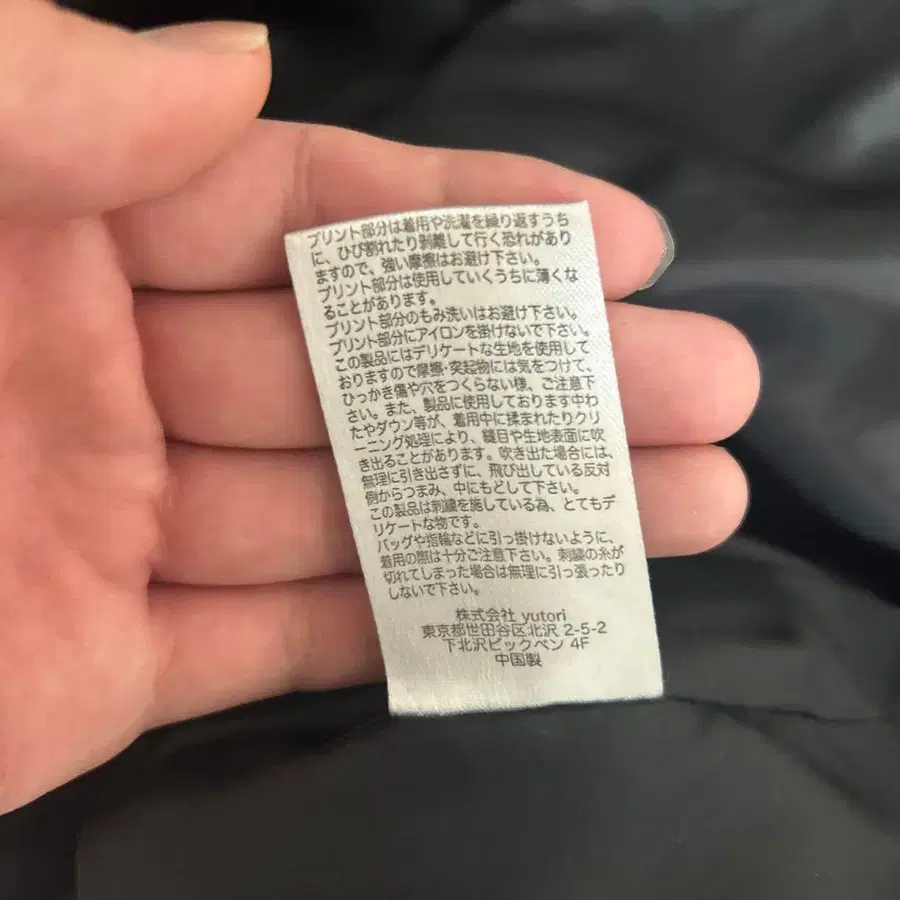 プリント部分は着用や洗濯を繰り返すうち
に、ひび割れたり剥離して行く恐れがあり
ますので、強い摩擦はお避け下さい。
プリント部分は使用していくうちに薄くな
ることがあります。
プリント部分のもみ洗いはお避け下さい。
プリント部分にアイロンを掛けないで下さい。
この製品にはデリケートな生地を使用して
おりますので摩擦・突起物には気をつけて、
ひっかき傷や穴をつくらない様、ご注意下
さい。また、製品に使用しております中わ
たやダウン等が、着用中に揉まれたりクリ
ーニング処理により、縫目や生地表面に吹
き出ることがあります。吹き出た場合には、
無理に引き出さずに、飛び出している反対
側からつまみ、中にもどして下さい。
この製品は刺繍を施している為、とてもデ
リケートな物です。
バッグや指輪などに引っ掛けないように、
着用の際は十分ご注意下さい。刺繍の糸が
切れてしまった場合は無理に引っ張ったり
しないで下さい。
株式会社 yutori
東京都世田谷区北沢 2-5-2
下北沢ビックベン 4F
中国製